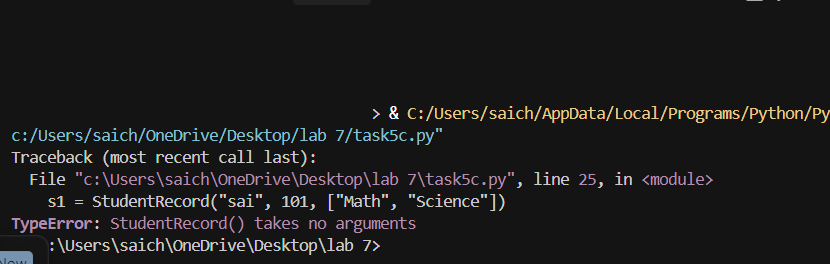 > & C:/Users/saich/AppData/Local/Programs/Python/Py
c:/Users/saich/OneDrive/Desktop/lab 7/task5c.py"
Traceback (most recent call last):
File "c:\Users\saich\OneDrive\Desktop\lab 7\task5c.py", line 25, in <module>
s1 = StudentRecord("sai", 101, ["Math", "Science"])
TypeError: StudentRecord() takes no arguments
:\Users\saich\OneDrive\Desktop\lab 7>